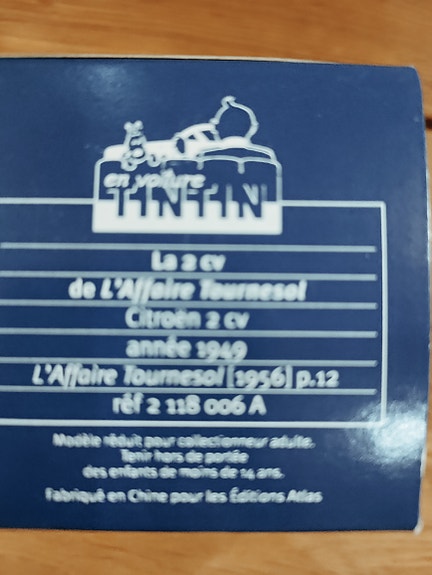 en voiture
TINTIN
La 2 cv
de L'Affaire Tournesol
Citroën 2 cv
année 1949
L'Affaire Tournesol (1956) p.12
réf 2 118 006 A
Modèle réduit pour collectionneur adulte.
Tenir hors de portée
des enfants de moins de 14 ans.
Fabriqué en Chine pour les Éditions Atlas